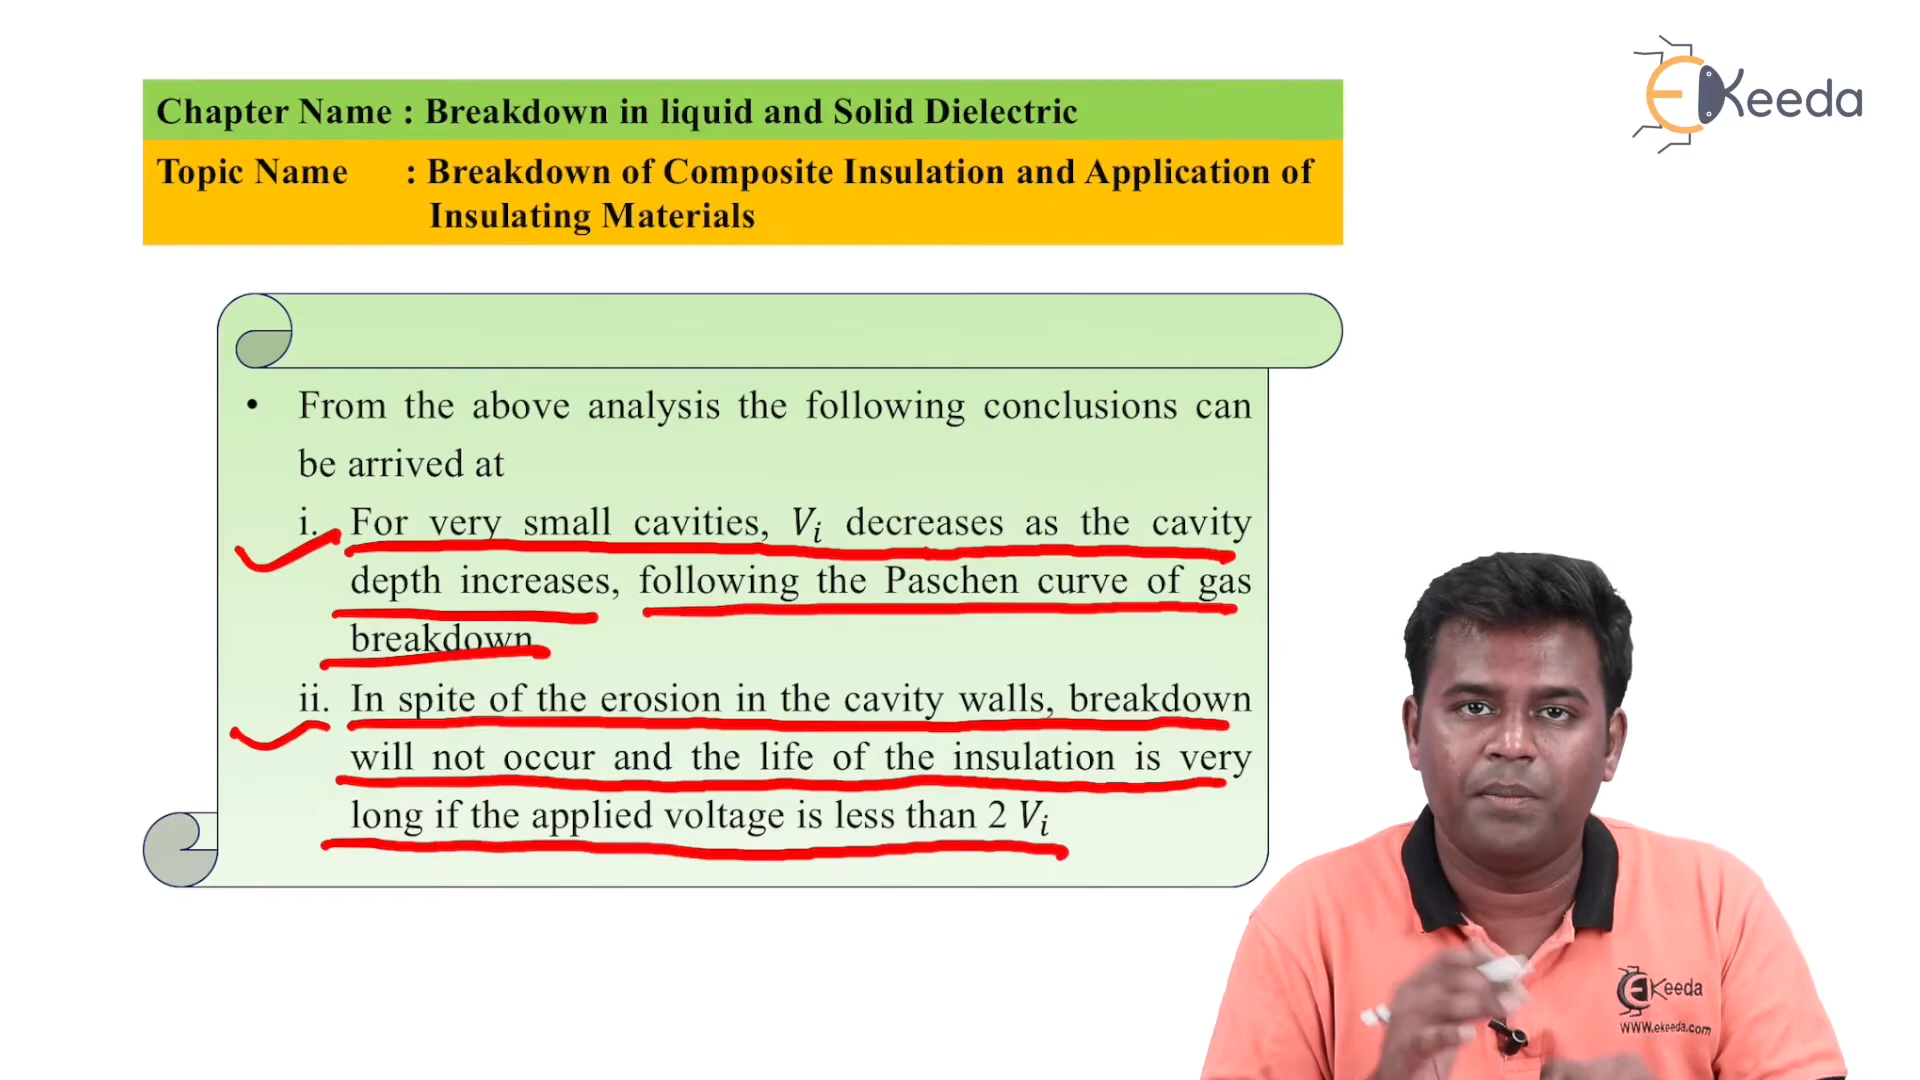 EKeeda
Chapter Name : Breakdown in liquid and Solid Dielectric
Topic Name : Breakdown of Composite Insulation and Application of
Insulating Materials
• From the above analysis the following conclusions can
be arrived at
i. For very small cavities, Vi decreases as the cavity
depth increases, following the Paschen curve of gas
breakdown
ii. In spite of the erosion in the cavity walls, breakdown
will not occur and the life of the insulation is very
long if the applied voltage is less than 2 Vi
EKeeda
www.ekeeda.com